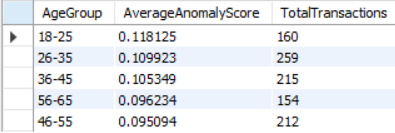 AgeGroup AverageAnomalyScore TotalTransactions
18-25 0.118125 160
26-35 0.109923 259
36-45 0.105349 215
56-65 0.096234 154
46-55 0.095094 212